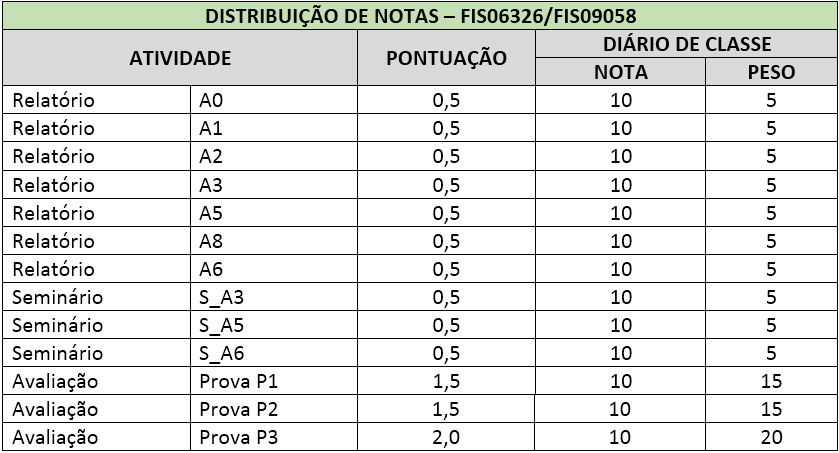 DISTRIBUIÇÃO DE NOTAS – FIS06326/FIS09058
ATIVIDADE PONTUAÇÃO DIÁRIO DE CLASSE
NOTA PESO
Relatório A0 0,5 10 5
Relatório A1 0,5 10 5
Relatório A2 0,5 10 5
Relatório A3 0,5 10 5
Relatório A5 0,5 10 5
Relatório A8 0,5 10 5
Relatório A6 0,5 10 5
Seminário S_A3 0,5 10 5
Seminário S_A5 0,5 10 5
Seminário S_A6 0,5 10 5
Avaliação Prova P1 1,5 10 15
Avaliação Prova P2 1,5 10 15
Avaliação Prova P3 2,0 10 20